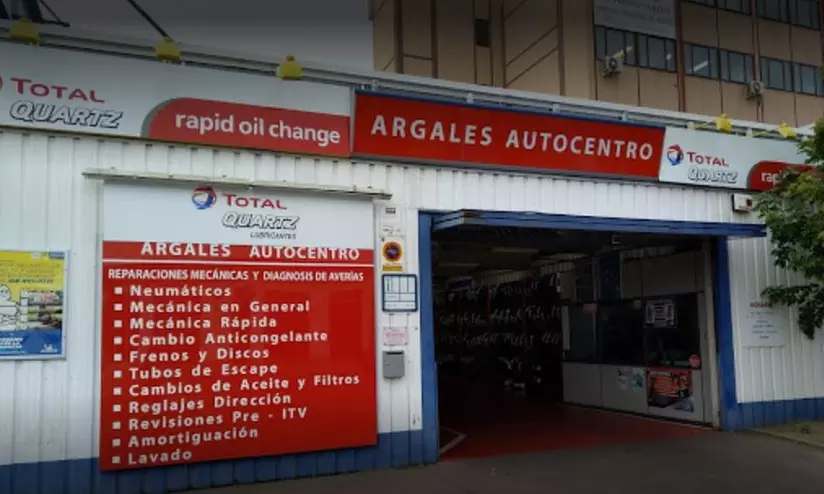 TOTAL
QUARTZ
rapid oil change
ARGALES AUTOCENTRO
TOTAL
QUARTZ
TOTAL
QUARTZ
LUBRICANTES
ARGALES AUTOCENTRO
REPARACIONES MECÁNICAS Y DIAGNOSIS DE AVERÍAS
Neumáticos
Mecánica en General
Mecánica Rápida
Cambio Anticongelante
Frenos y Discos
Tubos de Escape
Cambios de Aceite y Filtros
Reglajes Dirección
Revisiones Pre - ITV
Amortiguación
Lavado